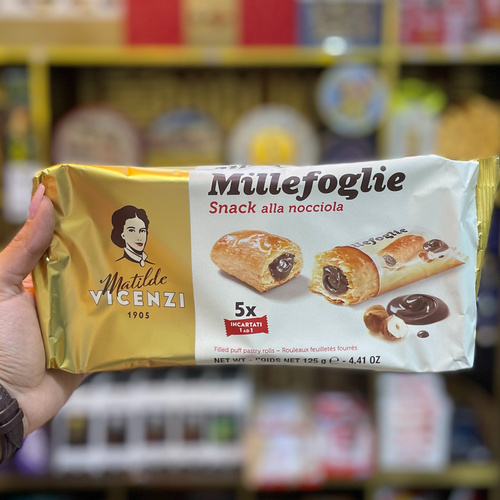 Millefoglie
Snack alla nocciola
Matilde
VICENZI
1905
5x
INCARTATI
1 AD 1
Filled puff pastry rolls – Rouleaux feuilletés fourrés
NET WT - POIDS NET 125 g ℮ - 4.41 OZ